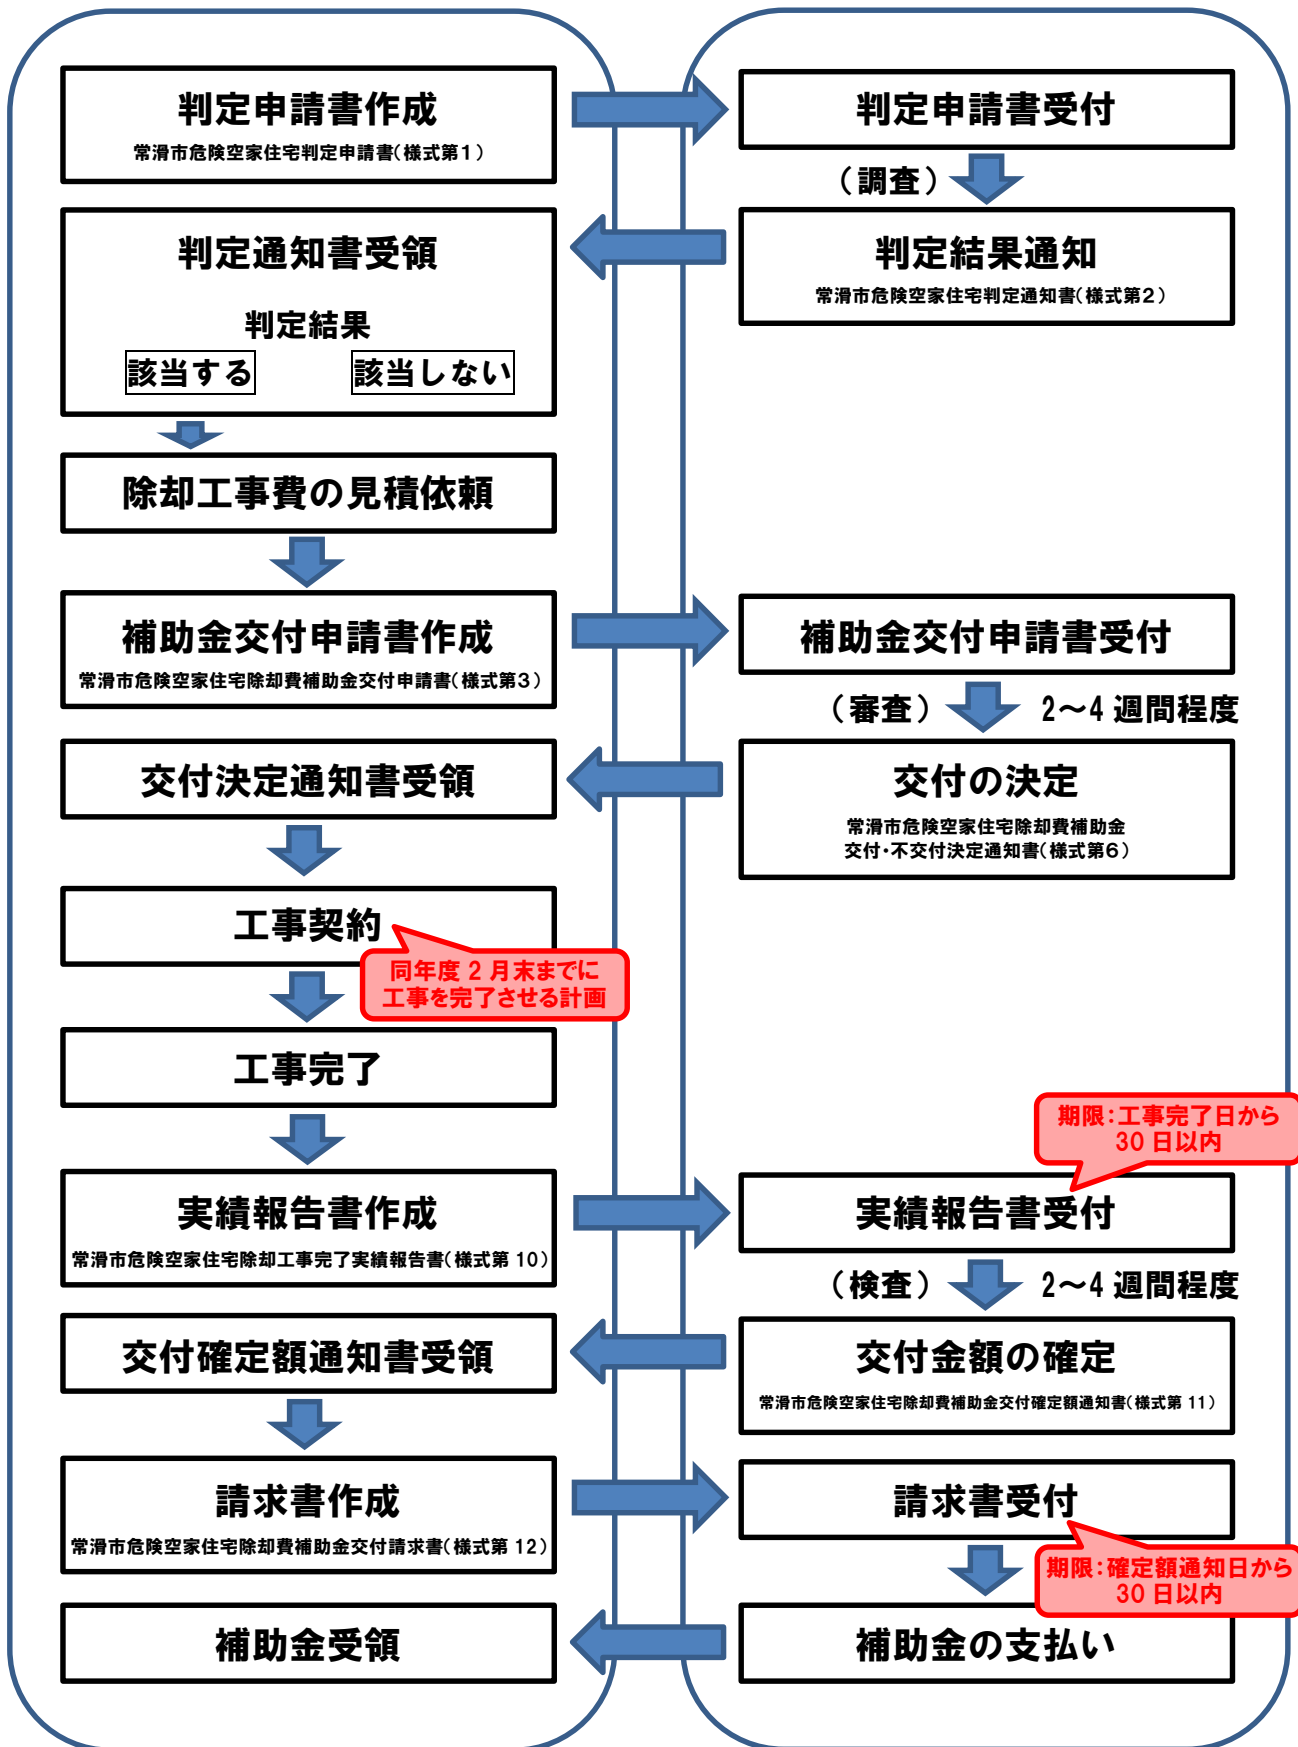 判定申請書作成
常滑市危険空家住宅判定申請書(様式第1)
判定申請書受付
(調査)
判定通知書受領
判定結果
該当する
該当しない
判定結果通知
常滑市危険空家住宅判定通知書(様式第2)
除却工事費の見積依頼
補助金交付申請書作成
常滑市危険空家住宅除却費補助金交付申請書(様式第3)
補助金交付申請書受付
(審査)
2~4 週間程度
交付決定通知書受領
交付の決定
常滑市危険空家住宅除却費補助金
交付・不交付決定通知書(様式第6)
工事契約
同年度 2 月末までに
工事を完了させる計画
工事完了
期限:工事完了日から
30 日以内
実績報告書作成
常滑市危険空家住宅除却工事完了実績報告書(様式第 10)
実績報告書受付
(検査)
2~4 週間程度
交付確定額通知書受領
交付金額の確定
常滑市危険空家住宅除却費補助金交付確定額通知書(様式第 11)
請求書作成
常滑市危険空家住宅除却費補助金交付請求書(様式第 12)
請求書受付
期限:確定額通知日から
30 日以内
補助金受領
補助金の支払い